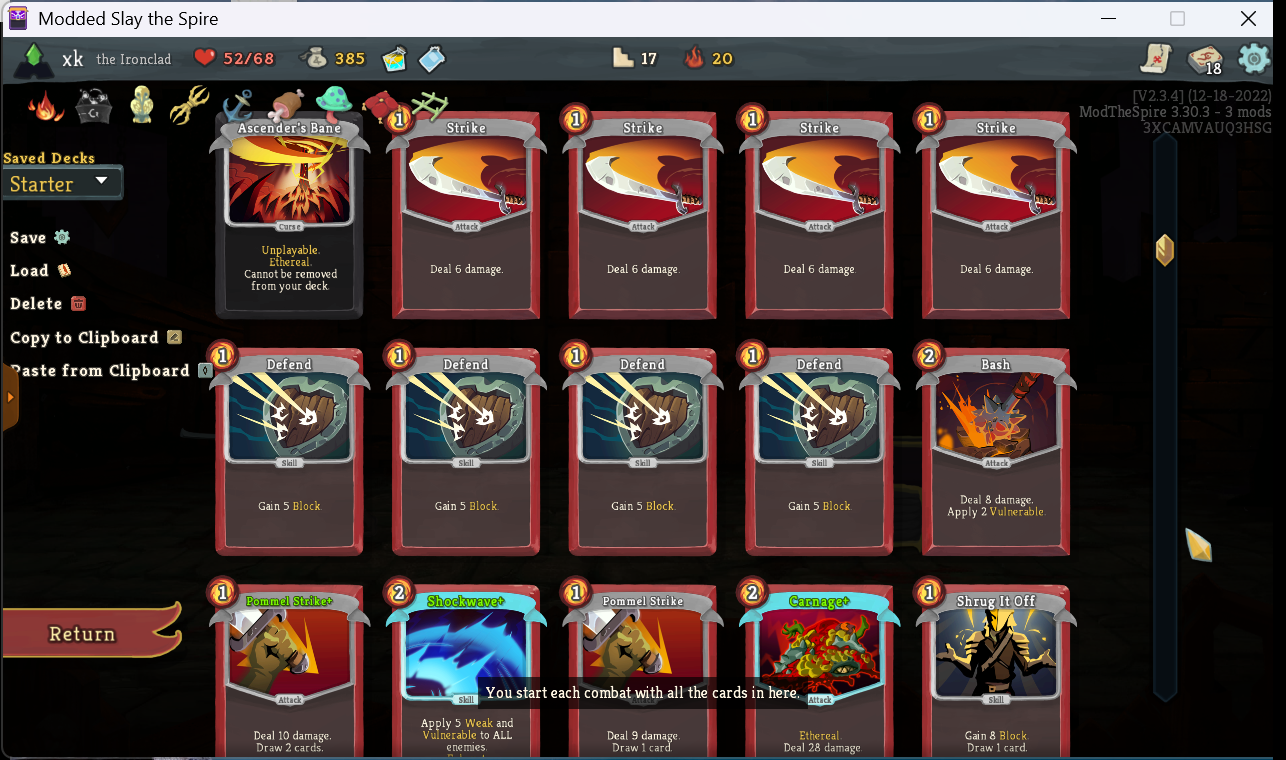 Modded Slay the Spire
xk the Ironclad 52/68 385 17 20 18
[V2.3.4] (12-18-2022)
ModTheSpire 3.30.3 - 3 mods
3XCAMVAUQ3HSG
Saved Decks
Starter
Save
Load
Delete
Copy to Clipboard
Paste from Clipboard
Return
Ascender's Bane
Curse
Unplayable.
Ethereal.
Cannot be removed
from your deck.
1
Strike
Attack
Deal 6 damage.
1
Strike
Attack
Deal 6 damage.
1
Strike
Attack
Deal 6 damage.
1
Strike
Attack
Deal 6 damage.
1
Defend
Skill
Gain 5 Block.
1
Defend
Skill
Gain 5 Block.
1
Defend
Skill
Gain 5 Block.
1
Defend
Skill
Gain 5 Block.
2
Bash
Attack
Deal 8 damage.
Apply 2 Vulnerable.
1
Pommel Strike+
Attack
Deal 10 damage.
Draw 2 cards.
2
Shockwave+
Skill
Apply 5 Weak and
Vulnerable to ALL
enemies.
1
Pommel Strike
Deal 9 damage.
Draw 1 card.
2
Carnage+
Attack
Ethereal.
Deal 28 damage
1
Shrug It Off
Skill
Gain 8 Block.
Draw 1 card.
You start each combat with all the cards in here.